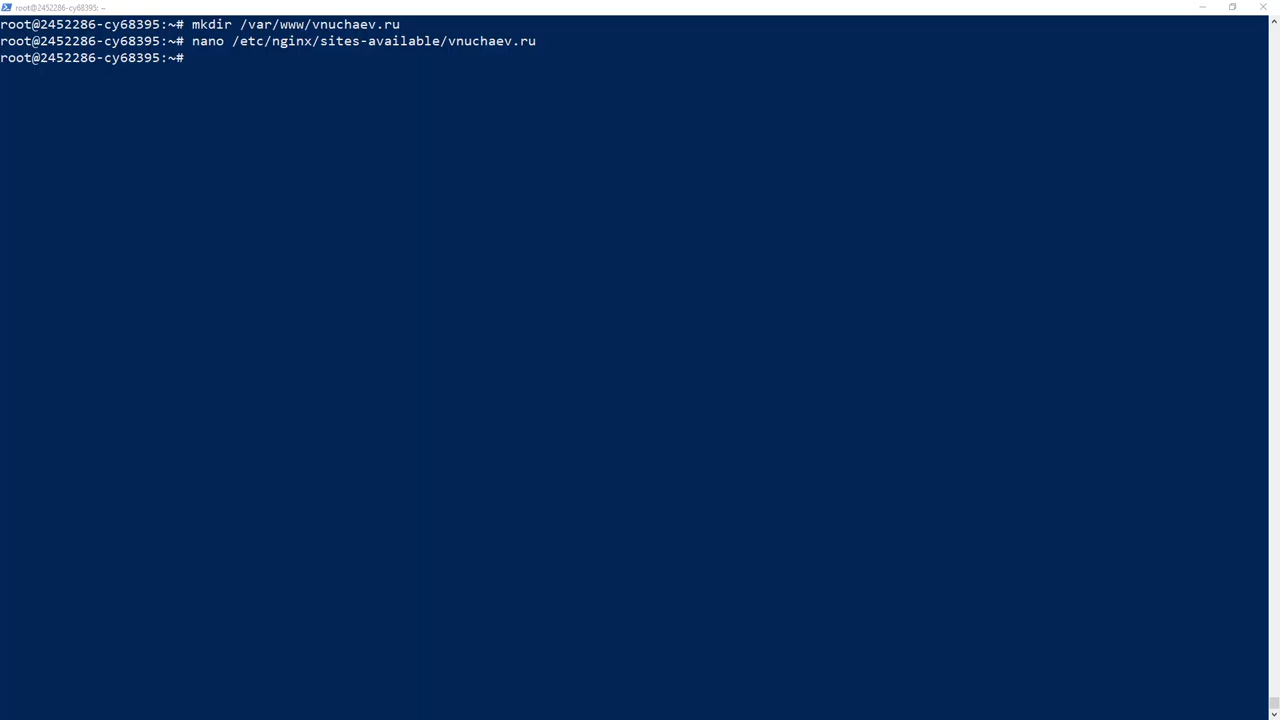 root@2452286-cy68395: ~
root@2452286-cy68395:~# mkdir /var/www/vnuchaev.ru
root@2452286-cy68395:~# nano /etc/nginx/sites-available/vnuchaev.ru
root@2452286-cy68395:~#